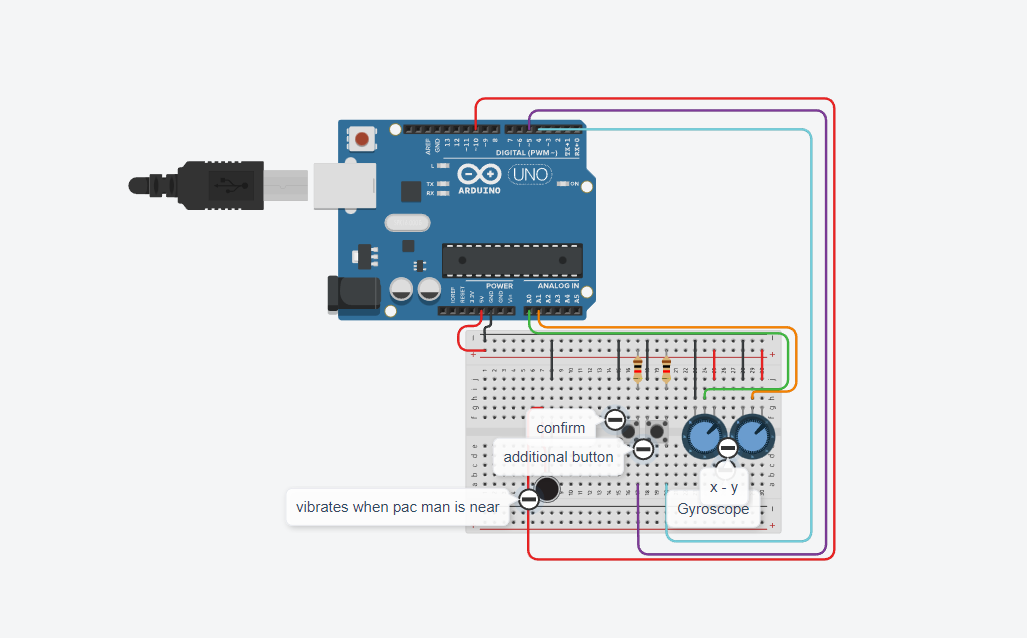 AREF
GND
13
12
~11
~10
~9
8
7
~6
~5
4
~3
2
TX→1
RX←0
DIGITAL (PWM~)
L
TX
RX
ARDUINO
UNO
ON
POWER
ANALOG IN
IOREF
RESET
3.3V
5V
GND
GND
Vin
A0
A1
A2
A3
A4
A5
confirm
additional button
vibrates when pac man is near
x - y
Gyroscope